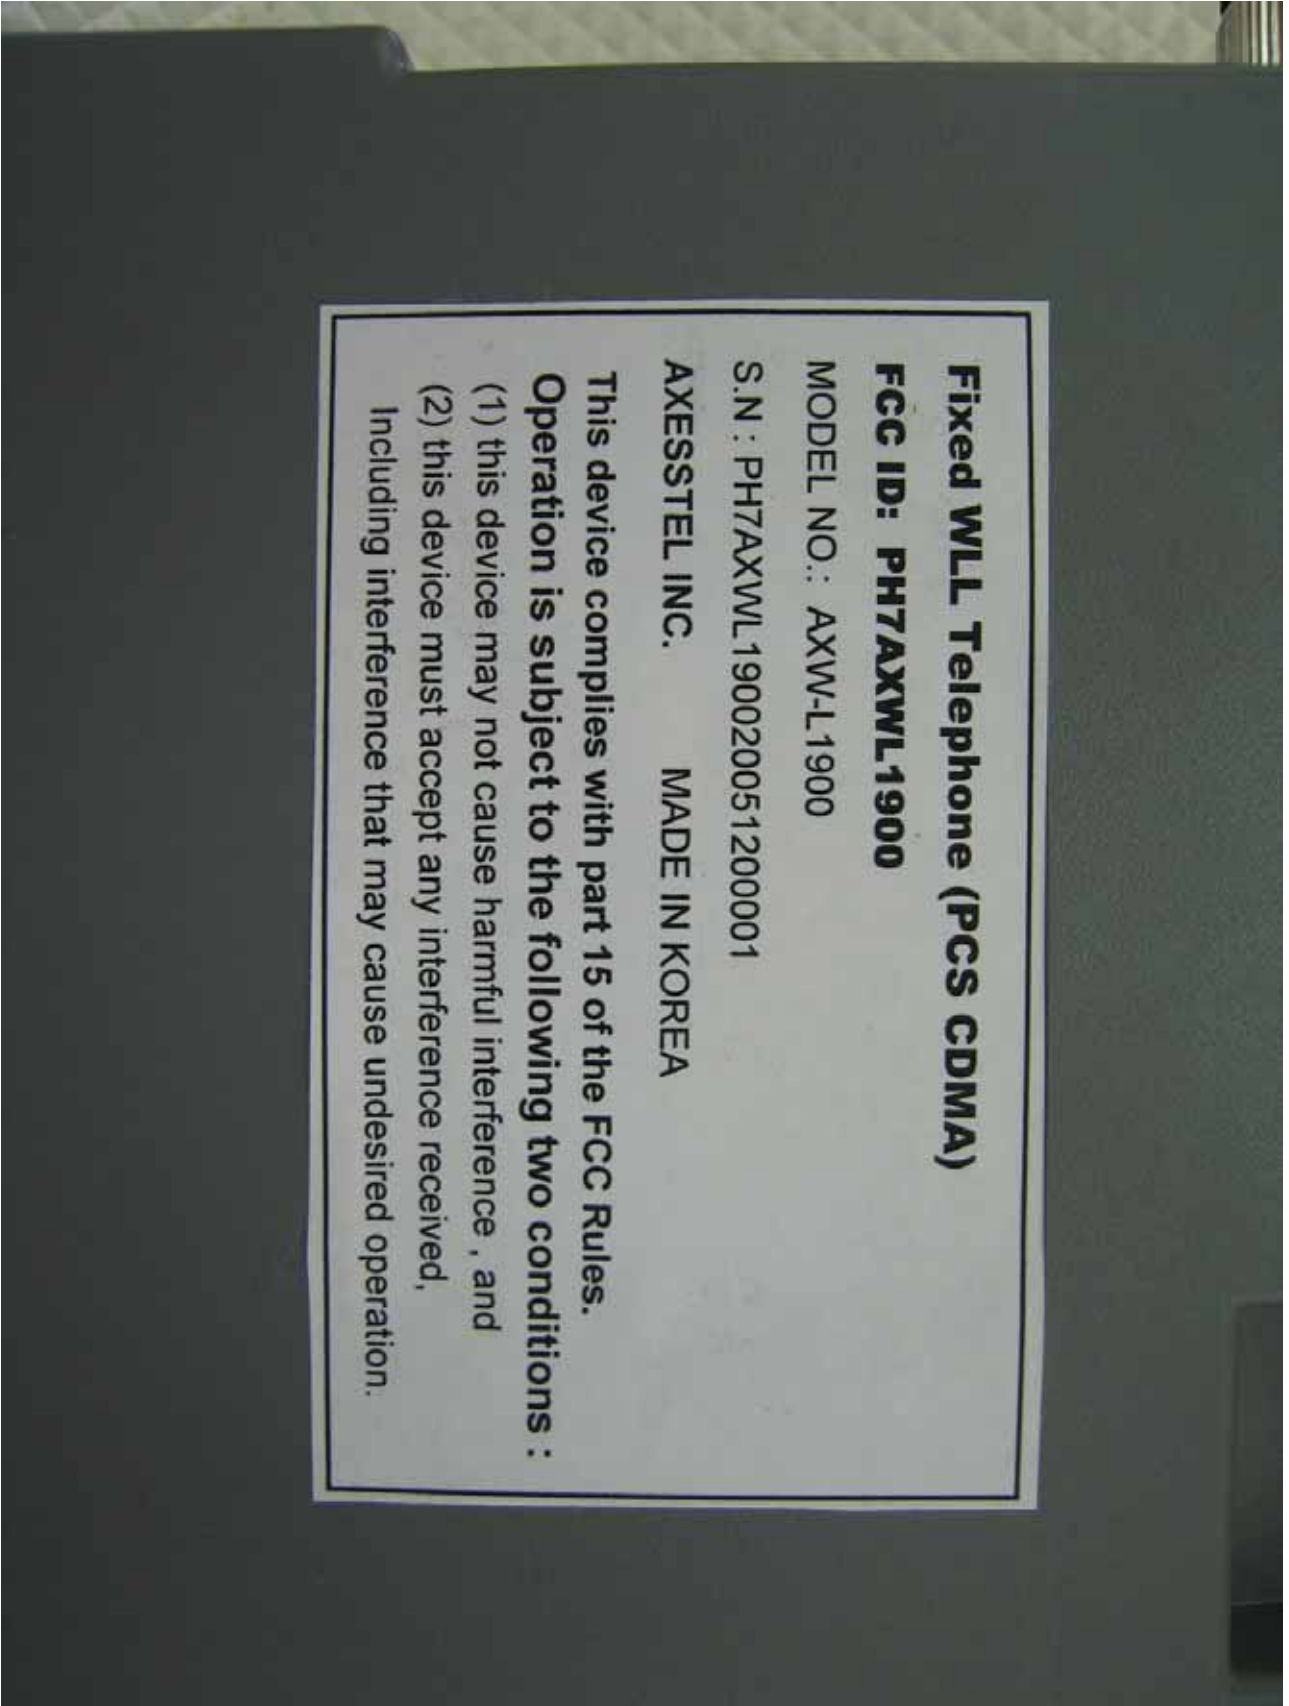 Fixed WLL Telephone (PCS CDMA)
FCC ID: PH7AXWL1900
MODEL NO.: AXW-L1900
S.N : PH7AXWL190020051200001
AXESSTEL INC. MADE IN KOREA
This device complies with part 15 of the FCC Rules.
Operation is subject to the following two conditions :
(1) this device may not cause harmful interference , and
(2) this device must accept any interference received,
Including interference that may cause undesired operation.